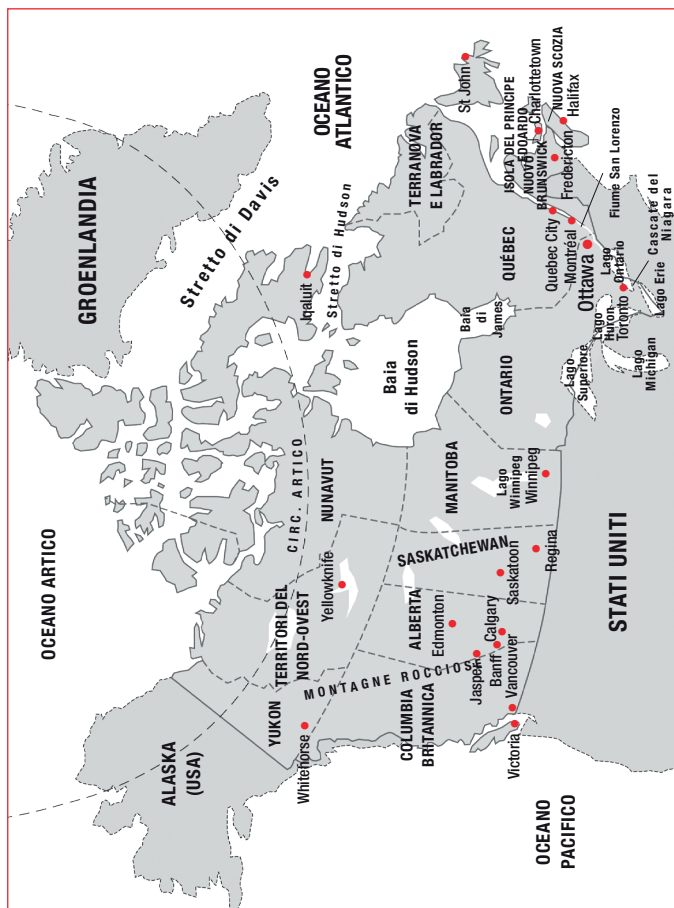 OCEANO ARTICO
GROENLANDIA
Stretto di Davis
ALASKA
(USA)
YUKON
Whitehorse
TERRITORI DEL
NORD-OVEST
Yellowknife
CIRC. ARTICO
NUNAVUT
Iqaluit
Stretto di Hudson
OCEANO
ATLANTICO
MONTAGNE ROCCIOSE
COLUMBIA
BRITANNICA
ALBERTA
Edmonton
Jasper
Banff
Calgary
Vancouver
Victoria
SASKATCHEWAN
Saskatoon
Regina
MANITOBA
Lago
Winnipeg
Winnipeg
Baia
di Hudson
Baia
di
James
ONTARIO
QUÉBEC
TERRANOVA
E LABRADOR
St John
ISOLA DEL PRINCIPE
EDOARDO
Charlottetown
NUOVO
BRUNSWICK
Fredericton
NUOVA SCOZIA
Halifax
Quebec City
Montréal
Ottawa
Fiume San Lorenzo
Lago
Superiore
Lago
Michigan
Lago
Huron
Toronto
Lago
Ontario
Lago Erie
Cascate del
Niagara
OCEANO
PACIFICO
STATI UNITI